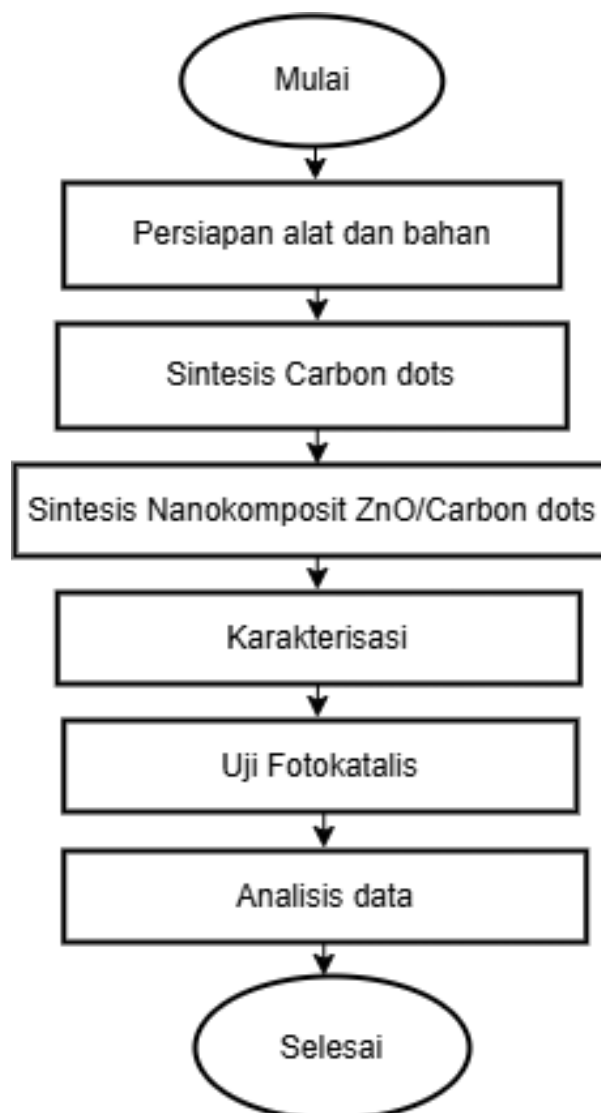 Mulai
Persiapan alat dan bahan
Sintesis Carbon dots
Sintesis Nanokomposit ZnO/Carbon dots
Karakterisasi
Uji Fotokatalis
Analisis data
Selesai